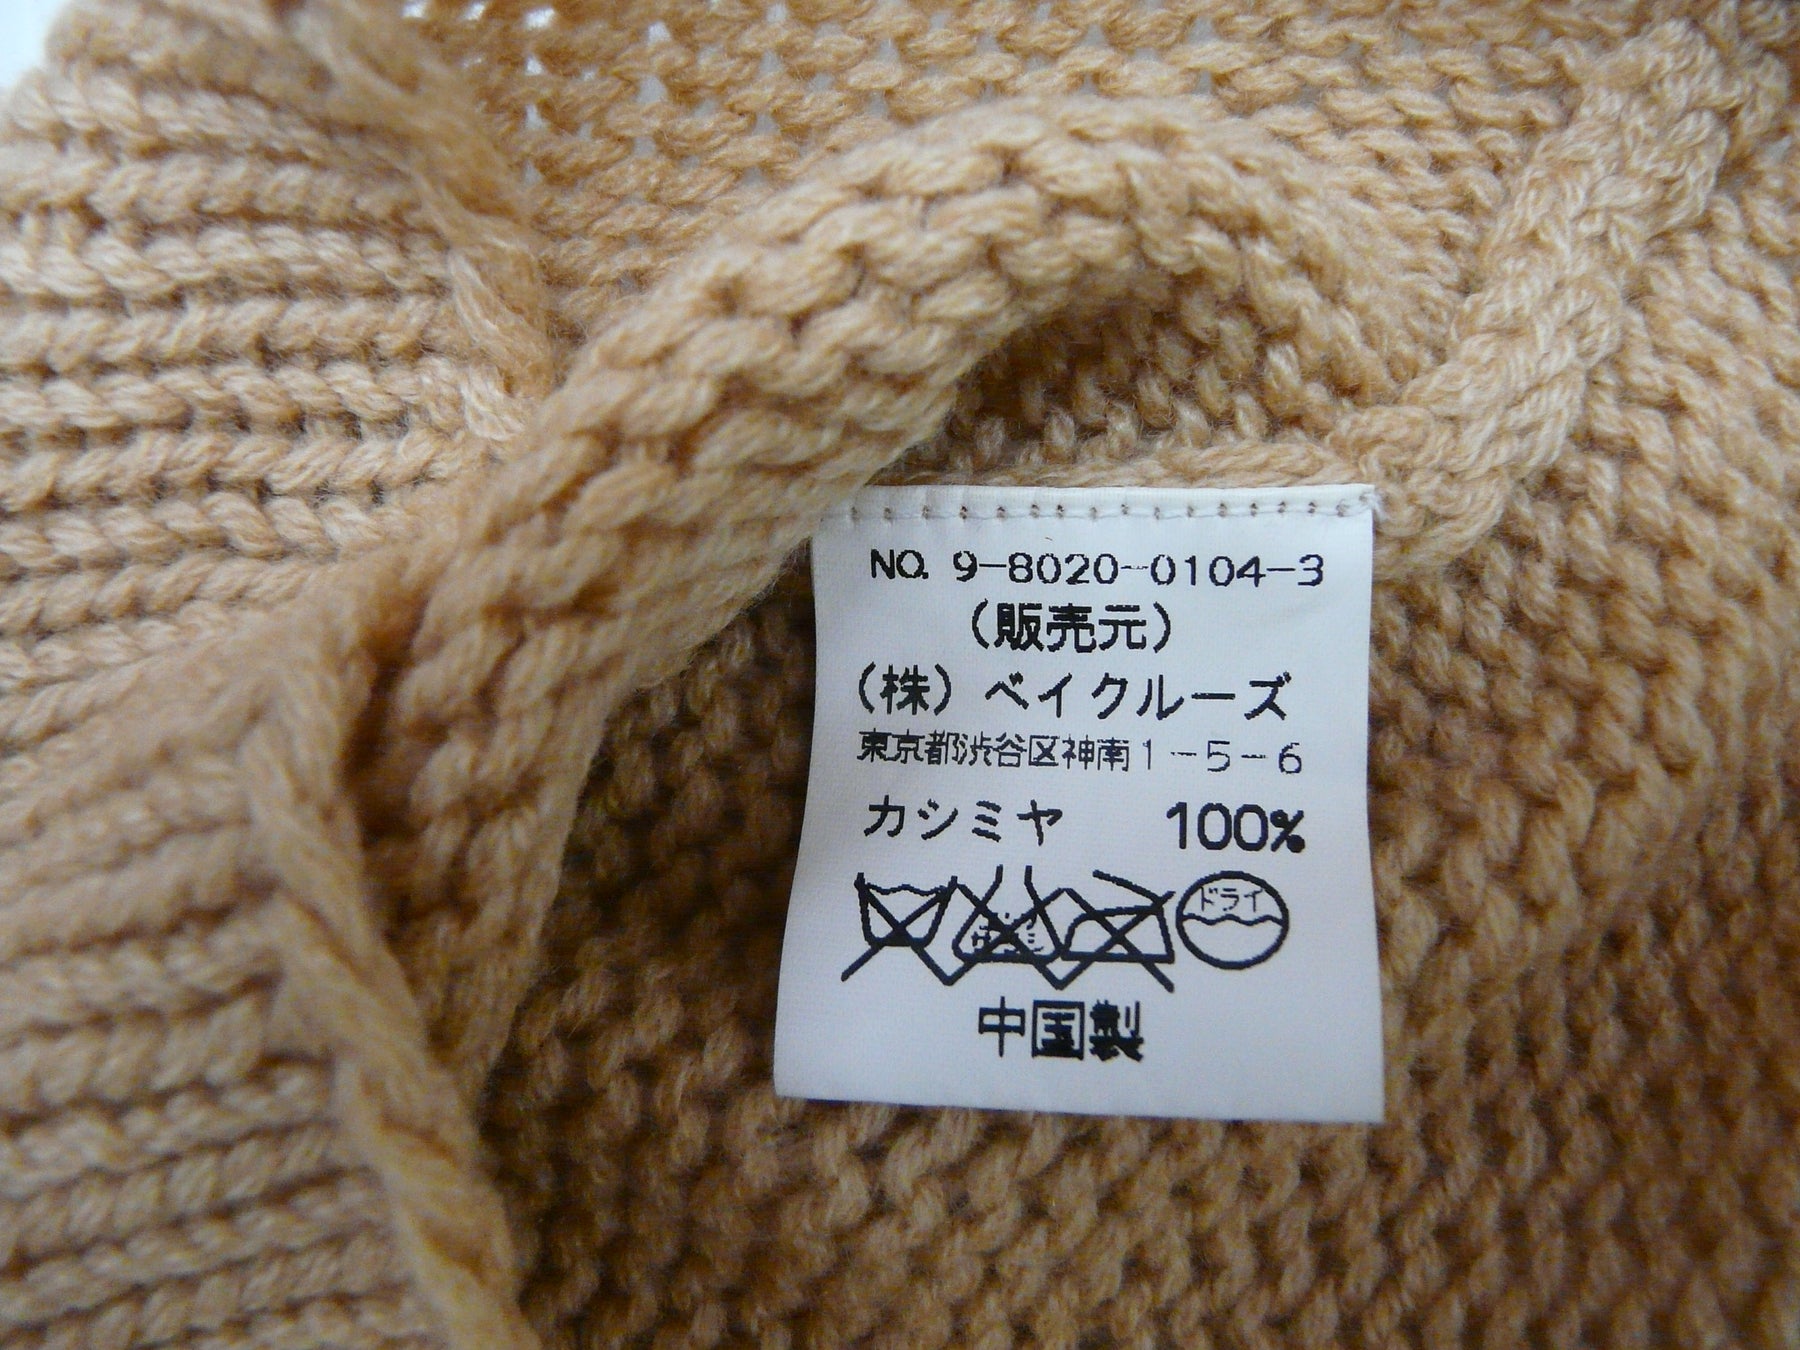 NO. 9-8020-0104-3
(販売元)
(株) ベイクルーズ
東京都渋谷区神南1-5-6
カシミヤ 100%
ドライ
中国製